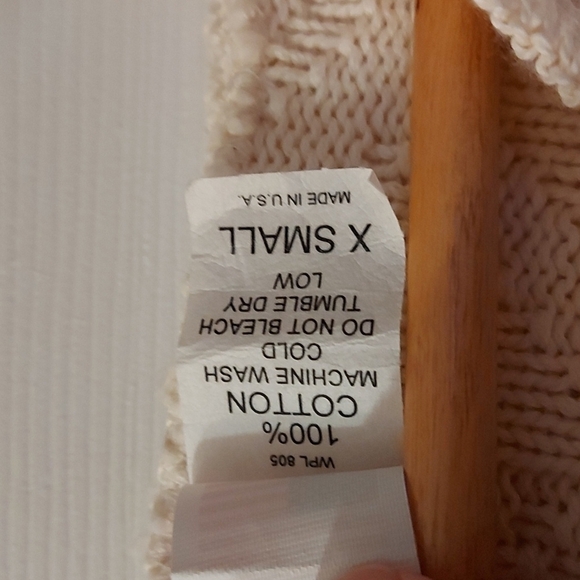 WPL 805
100%
COTTON
MACHINE WASH
COLD
DO NOT BLEACH
TUMBLE DRY
LOW
X SMALL
MADE IN U.S.A.